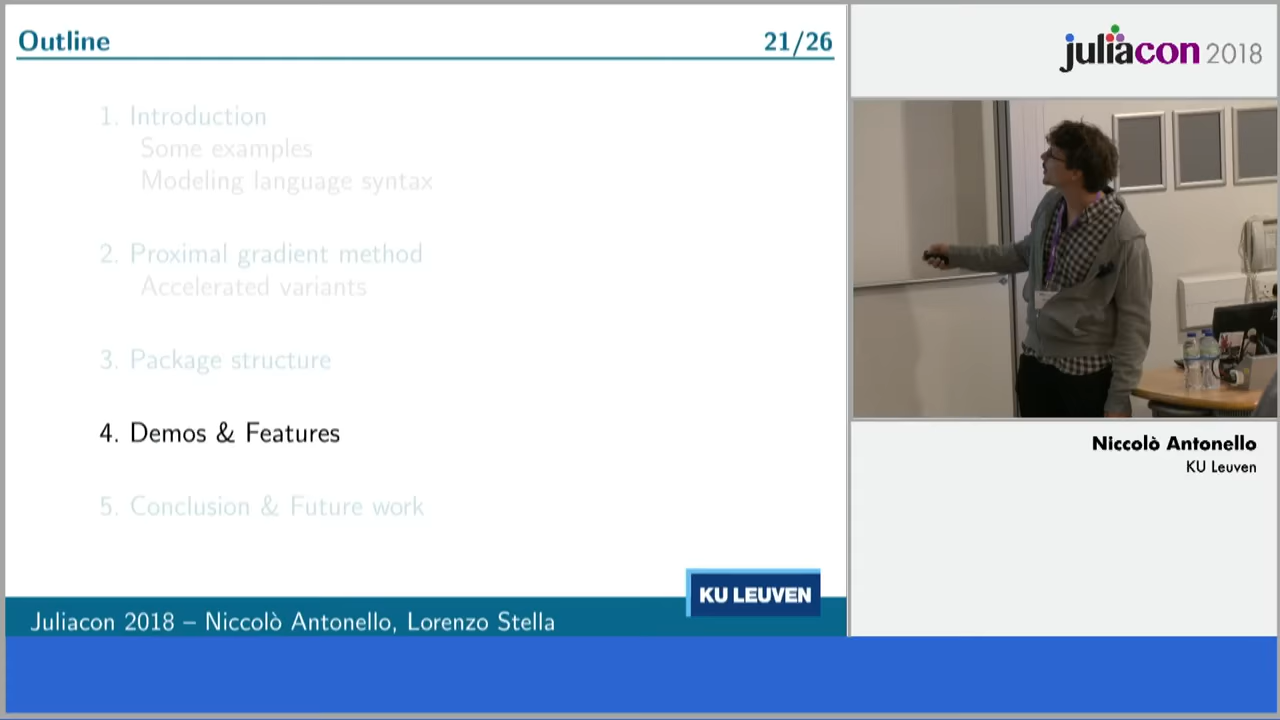 Outline
21/26
1. Introduction
Some examples
Modeling language syntax
2. Proximal gradient method
Accelerated variants
3. Package structure
4. Demos & Features
5. Conclusion & Future work
KU LEUVEN
Juliacon 2018 – Niccolò Antonello, Lorenzo Stella
juliacon 2018
Niccolò Antonello
KU Leuven